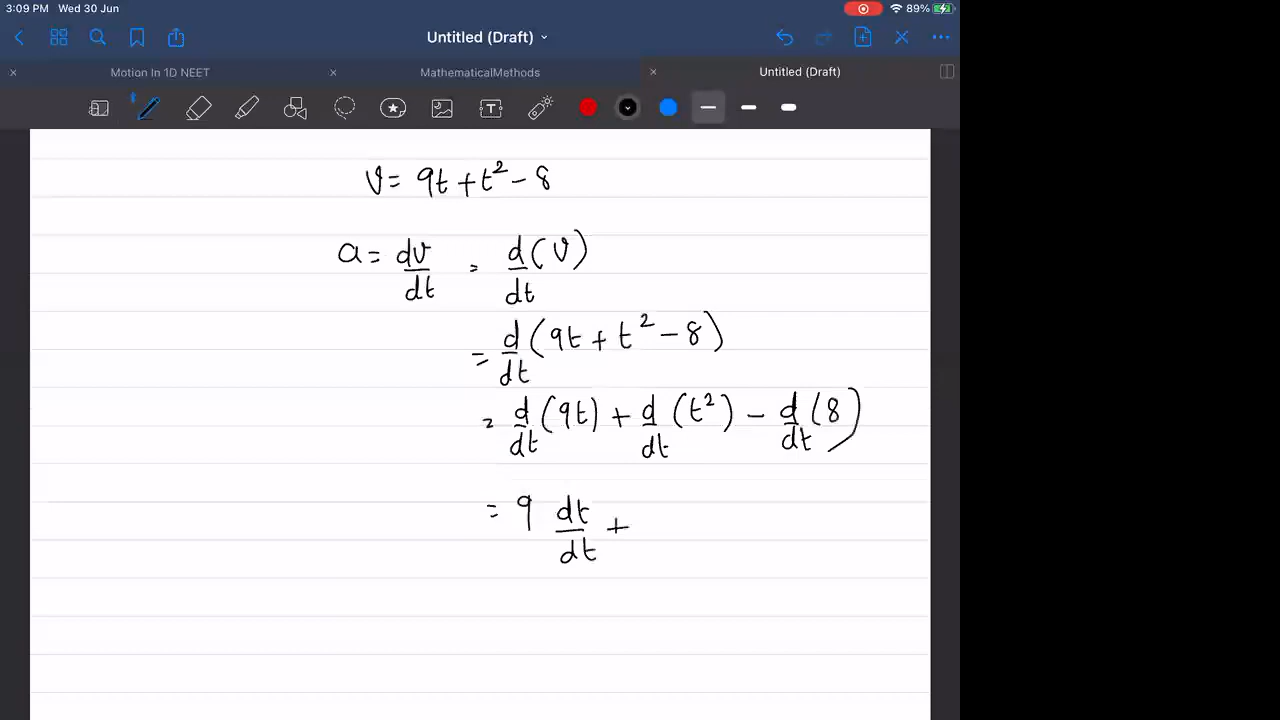 3:09 PM Wed 30 Jun 89%
Untitled (Draft)
Motion In 1D NEET MathematicalMethods Untitled (Draft)
v = 9t + t² - 8
a = dv/dt = d/dt (v)
= d/dt (9t + t² - 8)
= d/dt (9t) + d/dt (t²) - d/dt (8)
= 9 dt/dt +